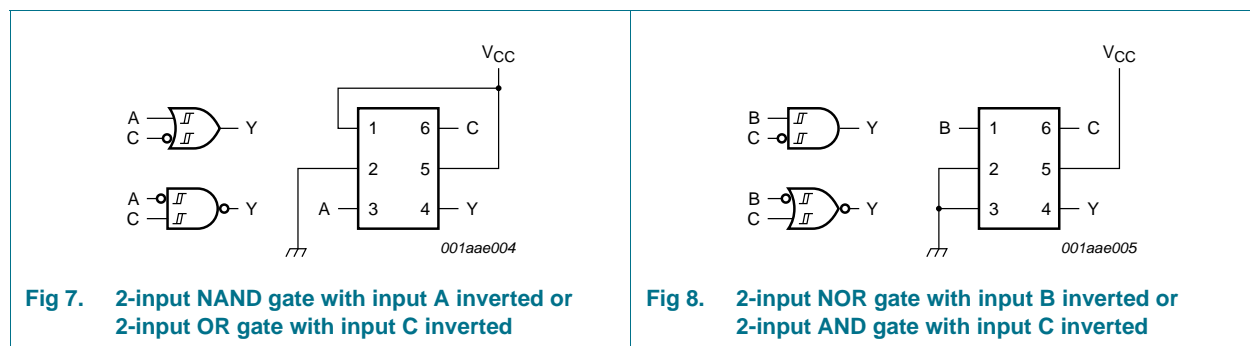 VCC
A
C
Y
A
C
Y
1 6 C
2 5
A 3 4 Y
001aae004
Fig 7. 2-input NAND gate with input A inverted or
2-input OR gate with input C inverted
VCC
B
C
Y
B
C
Y
B 1 6 C
2 5
3 4 Y
001aae005
Fig 8. 2-input NOR gate with input B inverted or
2-input AND gate with input C inverted